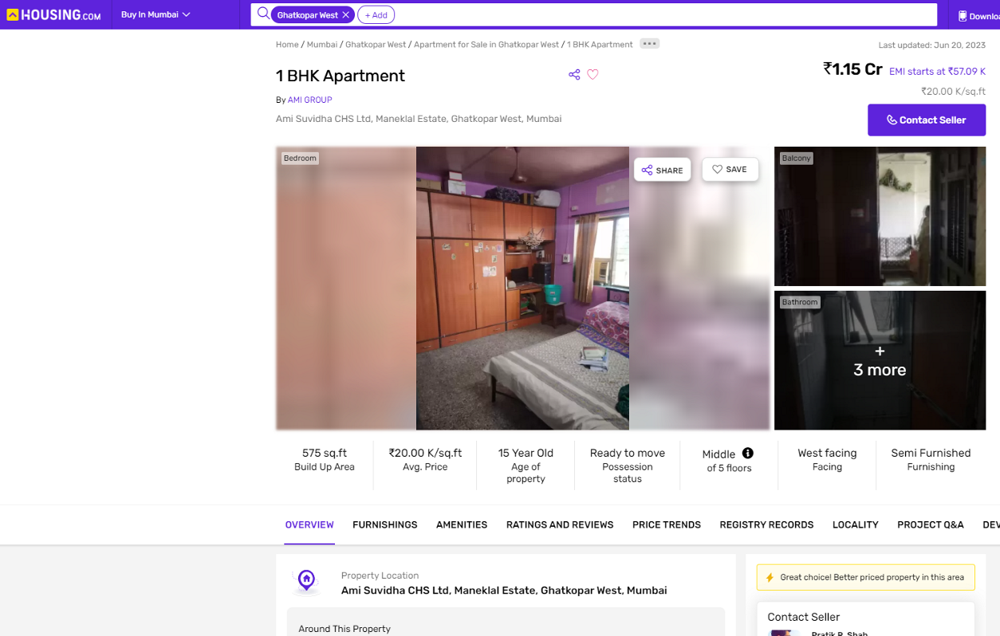 HOUSING.COM
Buy In Mumbai
Ghatkopar West
+ Add
Downloa
Home / Mumbai / Ghatkopar West / Apartment for Sale in Ghatkopar West / 1 BHK Apartment
Last updated: Jun 20, 2023
1 BHK Apartment
₹1.15 Cr EMI starts at ₹57.09 K
By AMI GROUP
₹20.00 K/sq.ft
Ami Suvidha CHS Ltd, Maneklal Estate, Ghatkopar West, Mumbai
Contact Seller
Bedroom
SHARE
SAVE
Balcony
Bathroom
+
3 more
575 sq.ft
Build Up Area
₹20.00 K/sq.ft
Avg. Price
15 Year Old
Age of
property
Ready to move
Possession
status
Middle
of 5 floors
West facing
Facing
Semi Furnished
Furnishing
OVERVIEW FURNISHINGS AMENITIES RATINGS AND REVIEWS PRICE TRENDS REGISTRY RECORDS LOCALITY PROJECT Q&A DEV
Property Location
Ami Suvidha CHS Ltd, Maneklal Estate, Ghatkopar West, Mumbai
Around This Property
Great choice! Better priced property in this area
Contact Seller
Pratik R. Shah